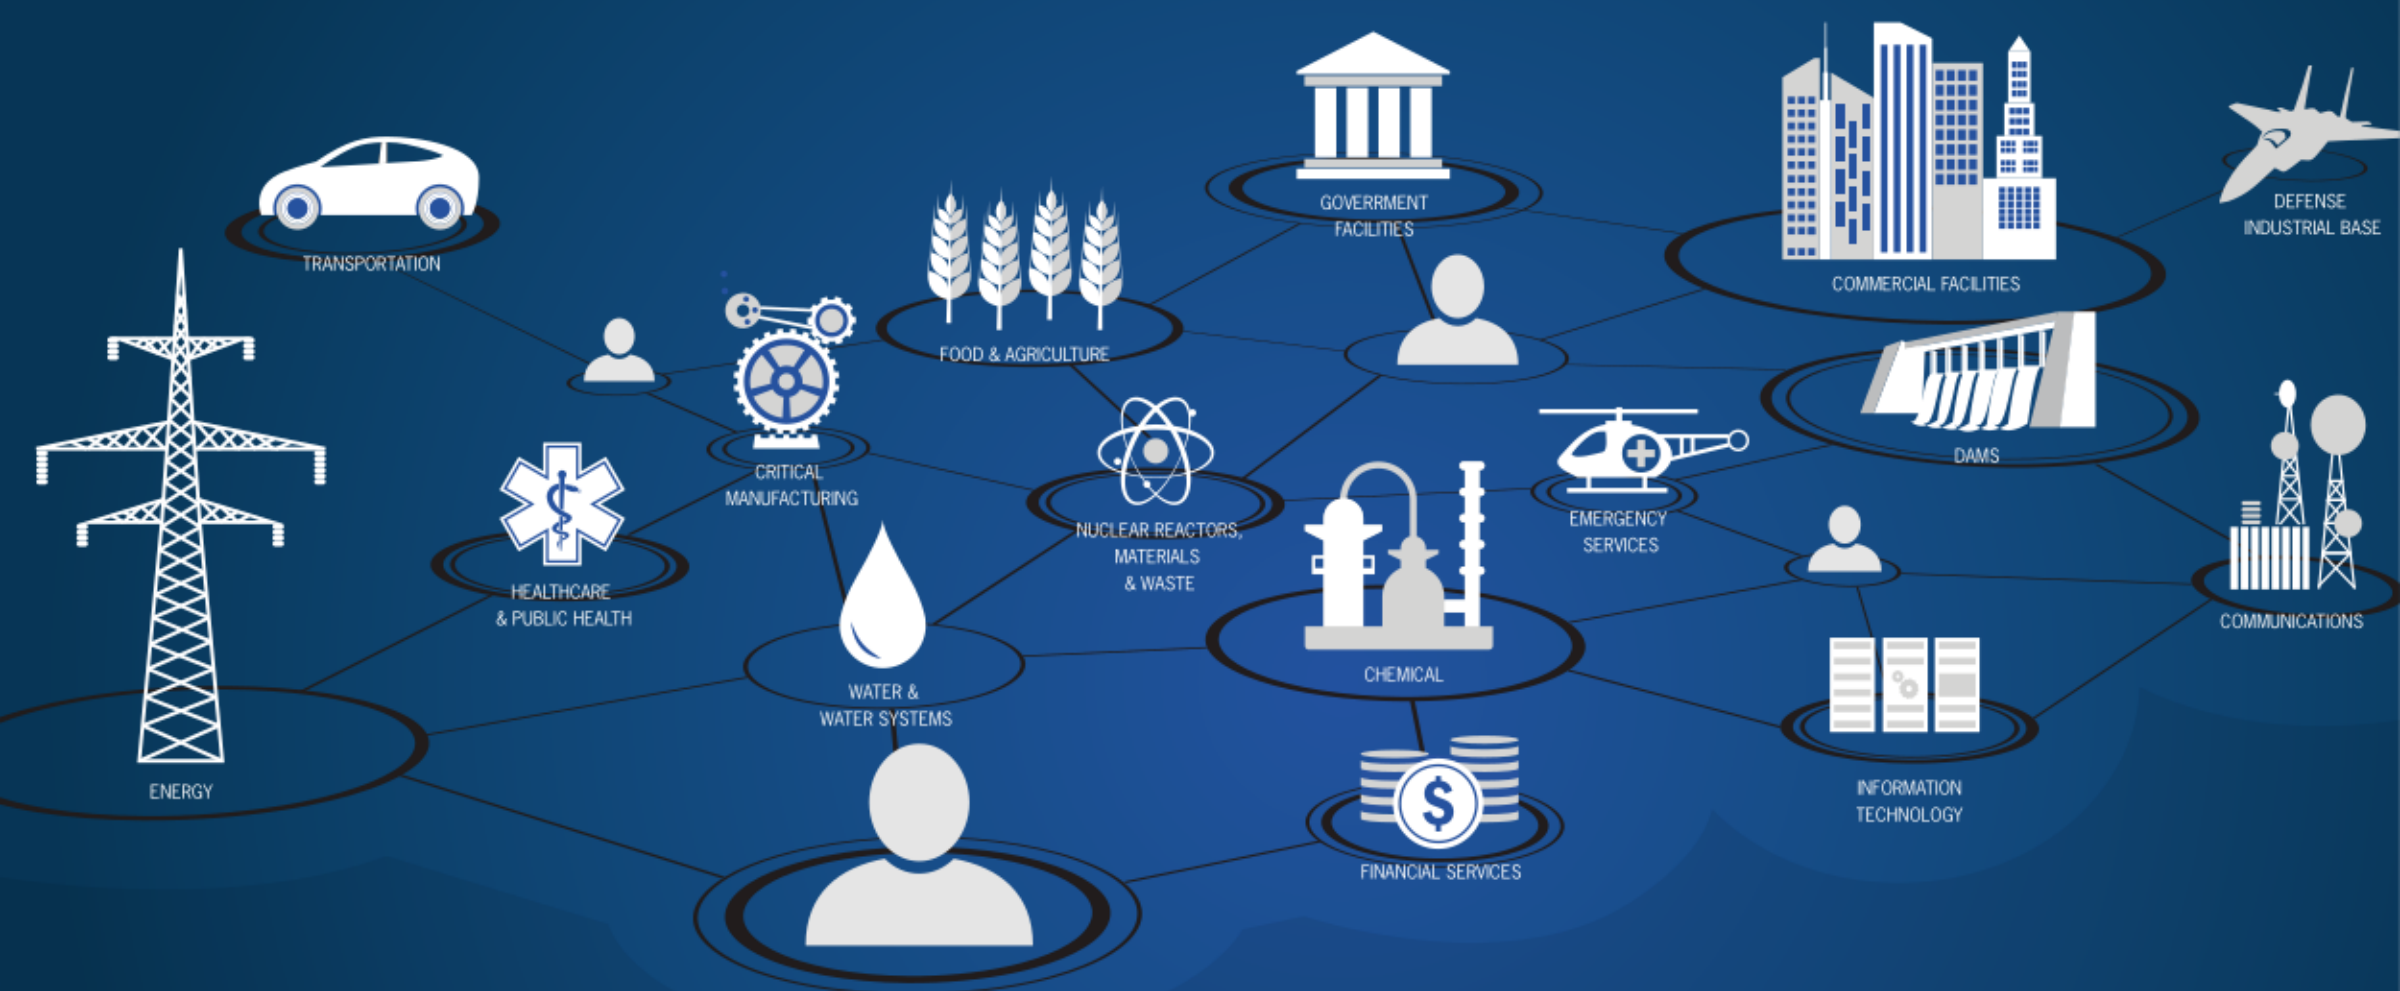 GOVERRMENT
FACILITIES
DEFENSE
INDUSTRIAL BASE
TRANSPORTATION
COMMERCIAL FACILITIES
FOOD & AGRICULTURE
DAMS
CRITICAL
MANUFACTURING
NUCLEAR REACTORS,
MATERIALS
& WASTE
EMERGENCY
SERVICES
HEALTHCARE
& PUBLIC HEALTH
COMMUNICATIONS
CHEMICAL
WATER &
WATER SYSTEMS
ENERGY
INFORMATION
TECHNOLOGY
$
FINANCIAL SERVICES